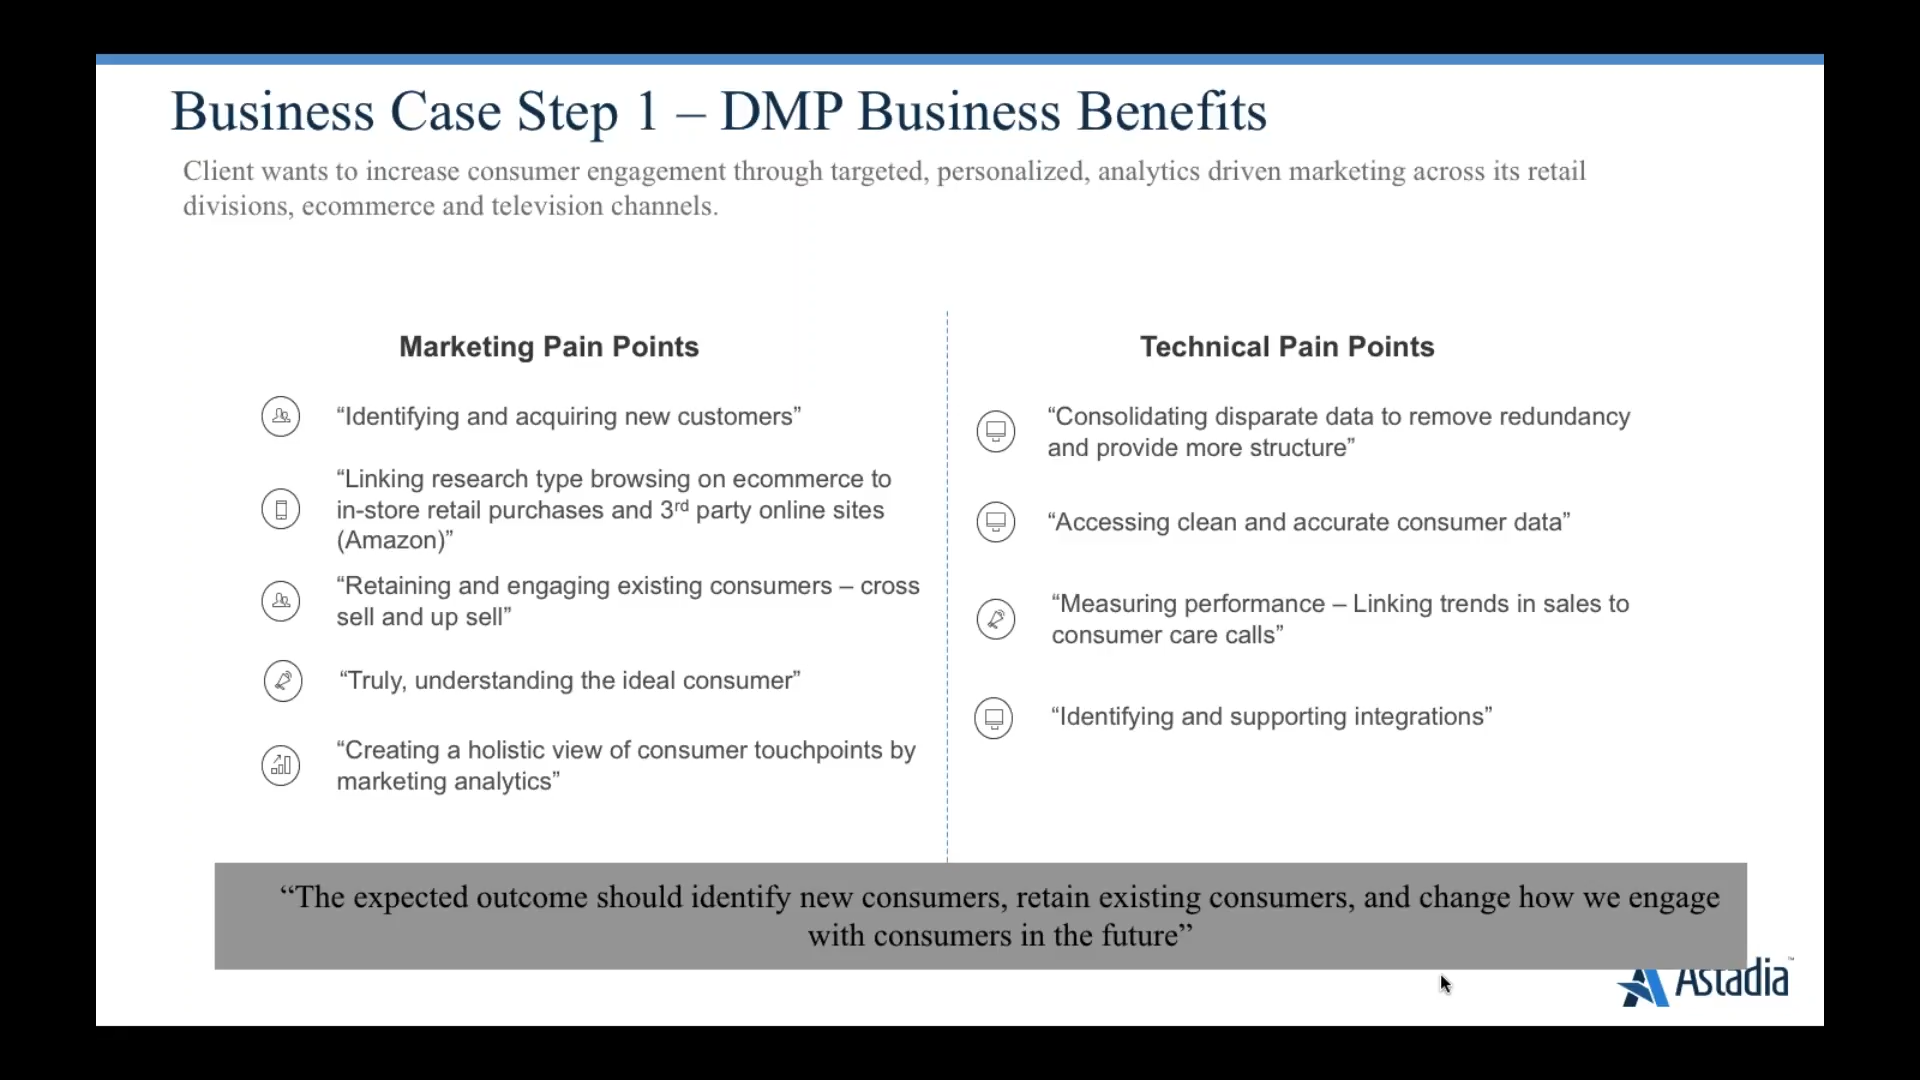 Business Case Step 1 – DMP Business Benefits
Client wants to increase consumer engagement through targeted, personalized, analytics driven marketing across its retail
divisions, ecommerce and television channels.
Marketing Pain Points
“Identifying and acquiring new customers”
“Linking research type browsing on ecommerce to
in-store retail purchases and 3rd party online sites
(Amazon)”
“Retaining and engaging existing consumers – cross
sell and up sell”
“Truly, understanding the ideal consumer”
“Creating a holistic view of consumer touchpoints by
marketing analytics”
Technical Pain Points
“Consolidating disparate data to remove redundancy
and provide more structure”
“Accessing clean and accurate consumer data”
“Measuring performance – Linking trends in sales to
consumer care calls”
“Identifying and supporting integrations”
“The expected outcome should identify new consumers, retain existing consumers, and change how we engage
with consumers in the future”
Astadia™